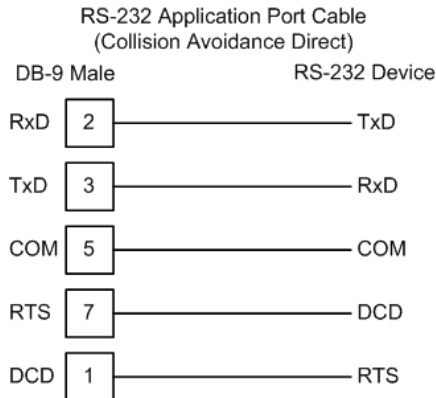 RS-232 Application Port Cable
(Collision Avoidance Direct)
DB-9 Male RS-232 Device
RxD 2 TxD
TxD 3 RxD
COM 5 COM
RTS 7 DCD
DCD 1 RTS